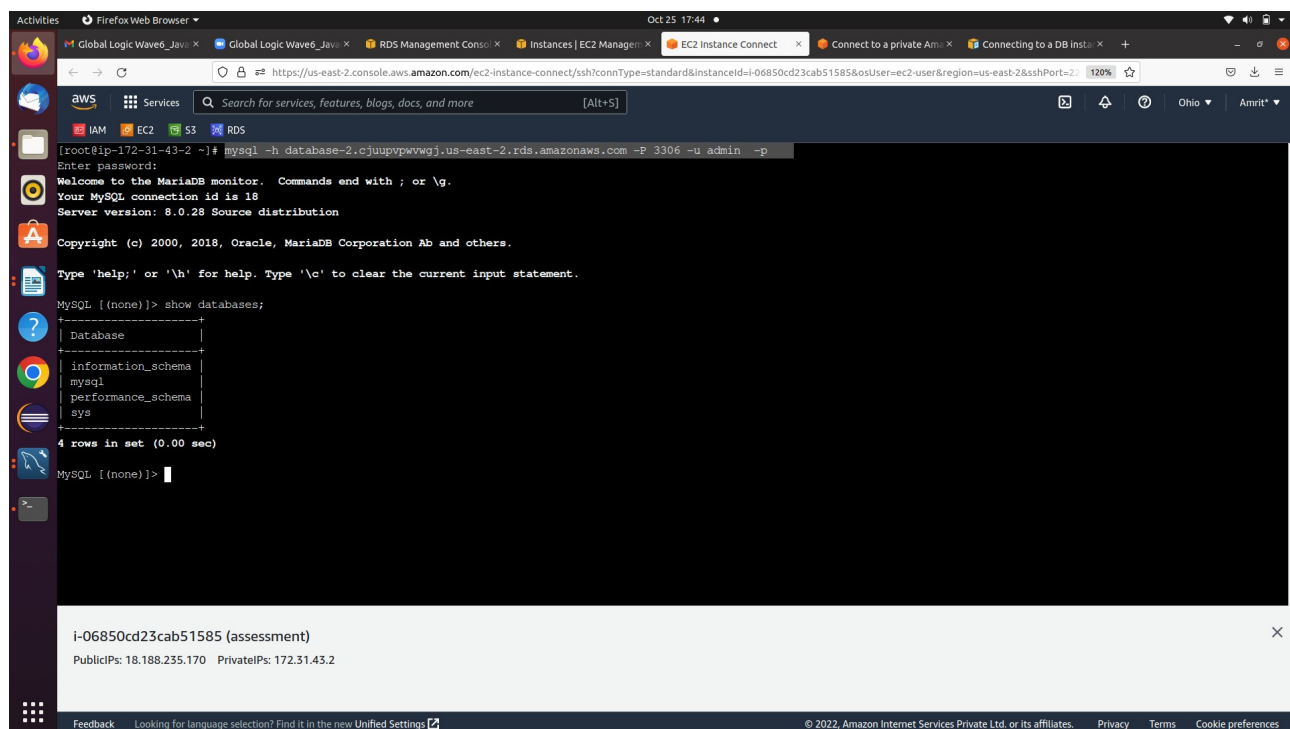 Activities Firefox Web Browser Oct 25 17:44
Global Logic Wave6_Java Global Logic Wave6_Java RDS Management Consol Instances | EC2 Managem EC2 Instance Connect Connect to a private Ama Connecting to a DB instan
https://us-east-2.console.aws.amazon.com/ec2-instance-connect/ssh?connType=standard&instanceId=i-06850cd23cab51585&osUser=ec2-user&region=us-east-2&sshPort=22 120%
aws Services Search for services, features, blogs, docs, and more [Alt+S] Ohio Amrit*
IAM EC2 S3 RDS
[root@ip-172-31-43-2 ~]# mysql -h database-2.cjuupvpwvwgj.us-east-2.rds.amazonaws.com -P 3306 -u admin  -p
Enter password:
Welcome to the MariaDB monitor.  Commands end with ; or \g.
Your MySQL connection id is 18
Server version: 8.0.28 Source distribution
Copyright (c) 2000, 2018, Oracle, MariaDB Corporation Ab and others.
Type 'help;' or '\h' for help. Type '\c' to clear the current input statement.
MySQL [(none)]> show databases;
+--------------------+
| Database           |
+--------------------+
| information_schema |
| mysql              |
| performance_schema |
| sys                |
+--------------------+
4 rows in set (0.00 sec)
MySQL [(none)]>
i-06850cd23cab51585 (assessment)
PublicIPs: 18.188.235.170 PrivateIPs: 172.31.43.2
Feedback Looking for language selection? Find it in the new Unified Settings © 2022, Amazon Internet Services Private Ltd. or its affiliates. Privacy Terms Cookie preferences